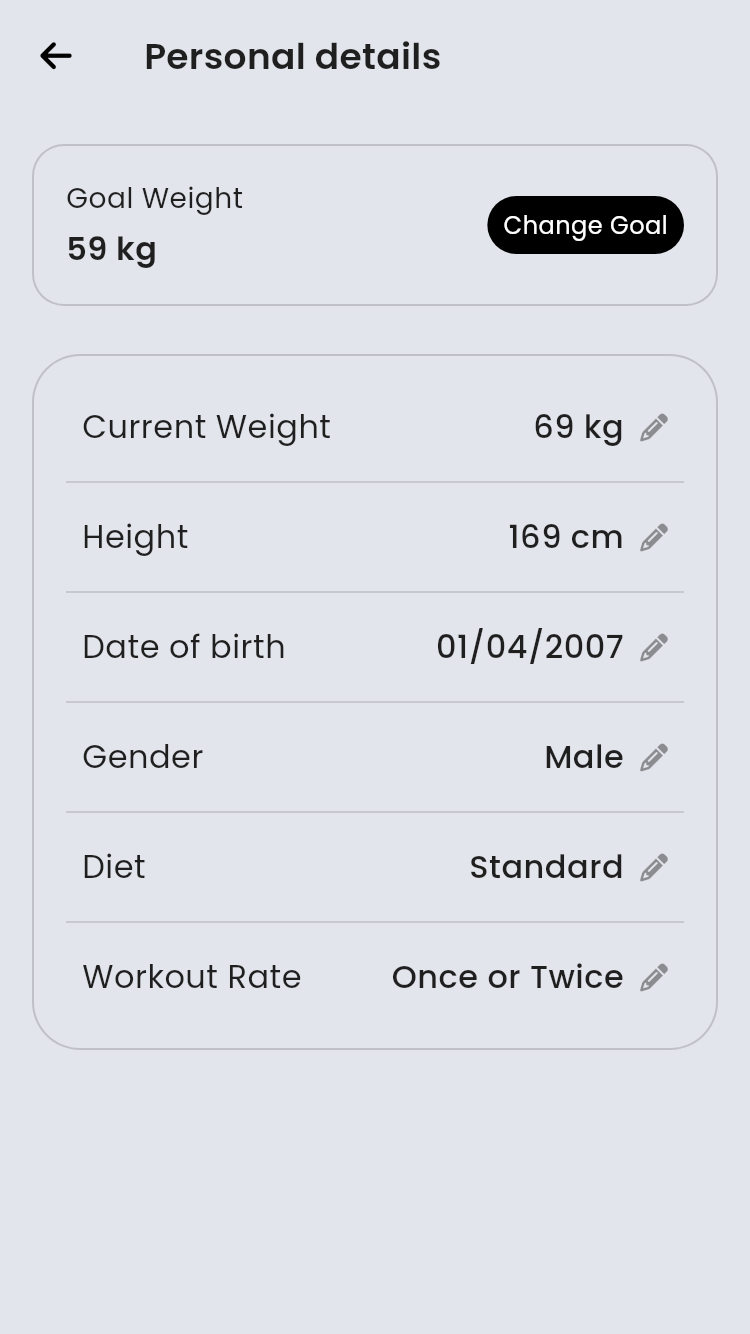 Personal details
Goal Weight
59 kg
Change Goal
Current Weight 69 kg
Height 169 cm
Date of birth 01/04/2007
Gender Male
Diet Standard
Workout Rate Once or Twice